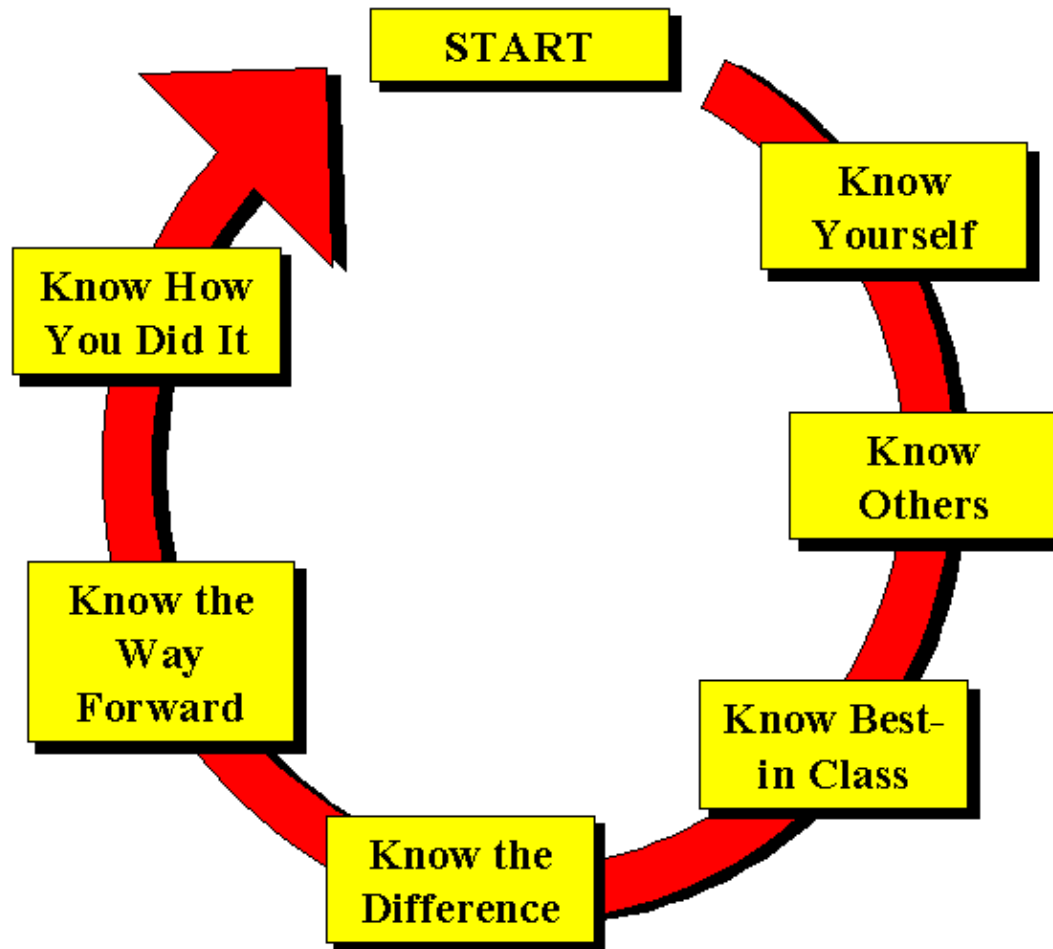 START
Know
Yourself
Know
Others
Know Best-
in Class
Know the
Difference
Know the
Way
Forward
Know How
You Did It